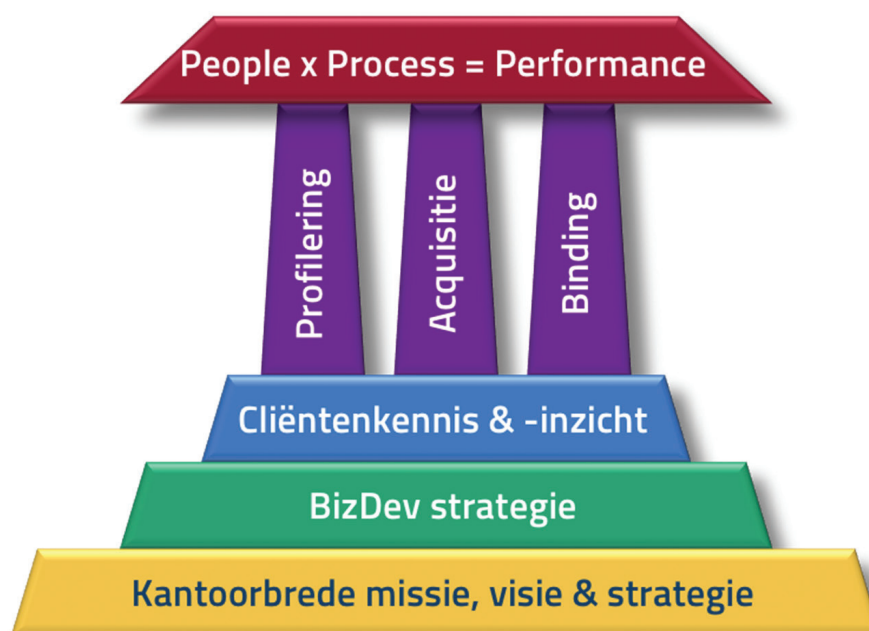 People x Process = Performance
Profilering
Acquisitie
Binding
Cliëntenkennis & -inzicht
BizDev strategie
Kantoorbrede missie, visie & strategie